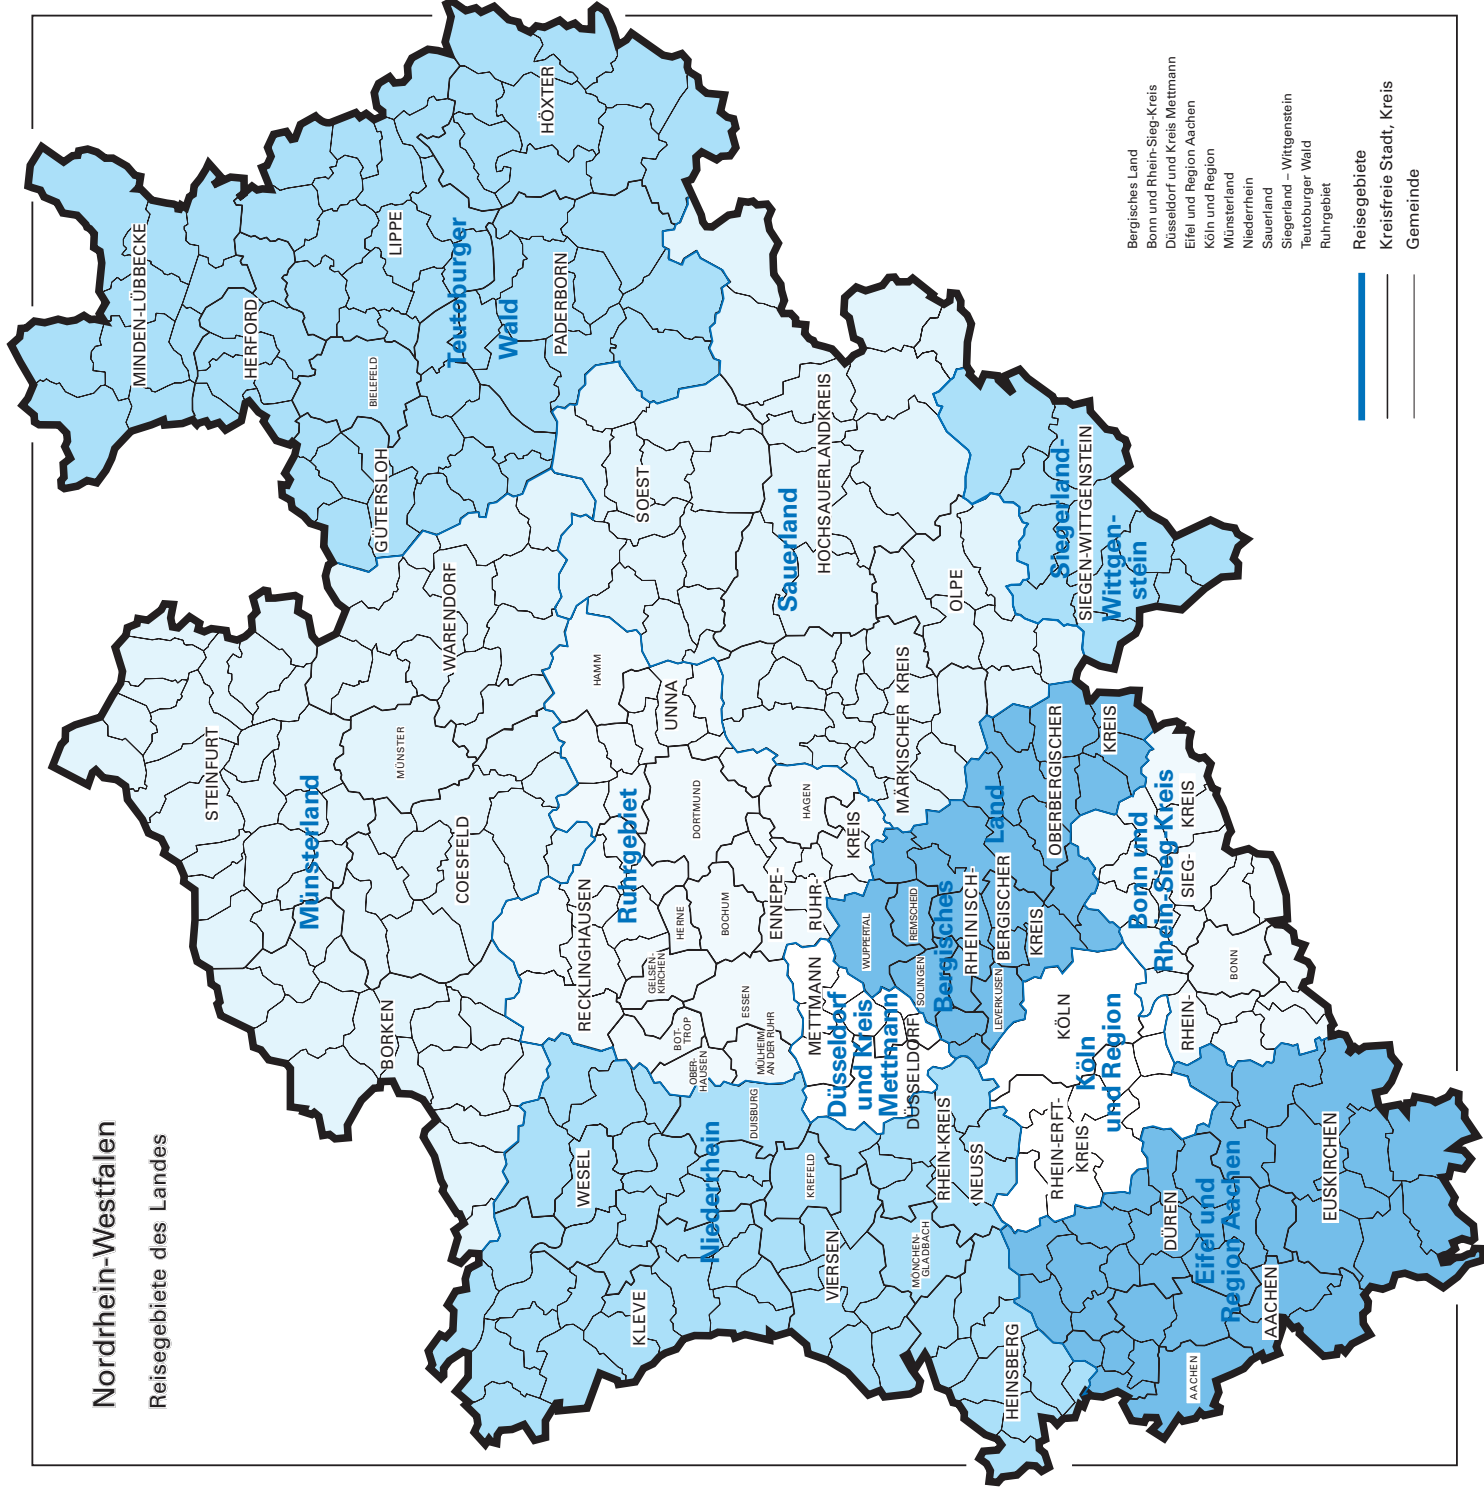 Nordrhein-Westfalen
Reisegebiete des Landes
MINDEN-LÜBBECKE
HERFORD
BIELEFELD
GÜTERSLOH
LIPPE
Teutoburger
Wald
HÖXTER
PADERBORN
STEINFURT
Münsterland
MÜNSTER
WARENDORF
COESFELD
BORKEN
HAMM
UNNA
SOEST
Sauerland
HOCHSAUERLANDKREIS
OLPE
MÄRKISCHER KREIS
Siegerland-
SIEGEN-WITTGENSTEIN
Wittgen-
stein
RECKLINGHAUSEN
Ruhrgebiet
DORTMUND
HERNE
BOCHUM
GELSEN-
KIRCHEN
BOT-
TROP
OBER-
HAUSEN
ESSEN
MÜLHEIM
AN DER RUHR
HAGEN
ENNEPE-
RUHR-
KREIS
WESEL
KLEVE
Niederrhein
DUISBURG
KREFELD
VIERSEN
MÖNCHEN-
GLADBACH
RHEIN-KREIS
NEUSS
HEINSBERG
METTMANN
Düsseldorf
und Kreis
Mettmann
DÜSSELDORF
WUPPERTAL
REMSCHEID
SOLINGEN
Bergisches
Land
RHEINISCH-
BERGISCHER
KREIS
LEVERKUSEN
OBERBERGISCHER
KREIS
KÖLN
Köln
und Region
RHEIN-ERFT-
KREIS
Bonn und
Rhein-Sieg-Kreis
RHEIN-
SIEG-
KREIS
BONN
DÜREN
Eifel und
Region Aachen
AACHEN
AACHEN
EUSKIRCHEN
Bergisches Land
Bonn und Rhein-Sieg-Kreis
Düsseldorf und Kreis Mettmann
Eifel und Region Aachen
Köln und Region
Münsterland
Niederrhein
Sauerland
Siegerland – Wittgenstein
Teutoburger Wald
Ruhrgebiet
Reisegebiete
Kreisfreie Stadt, Kreis
Gemeinde